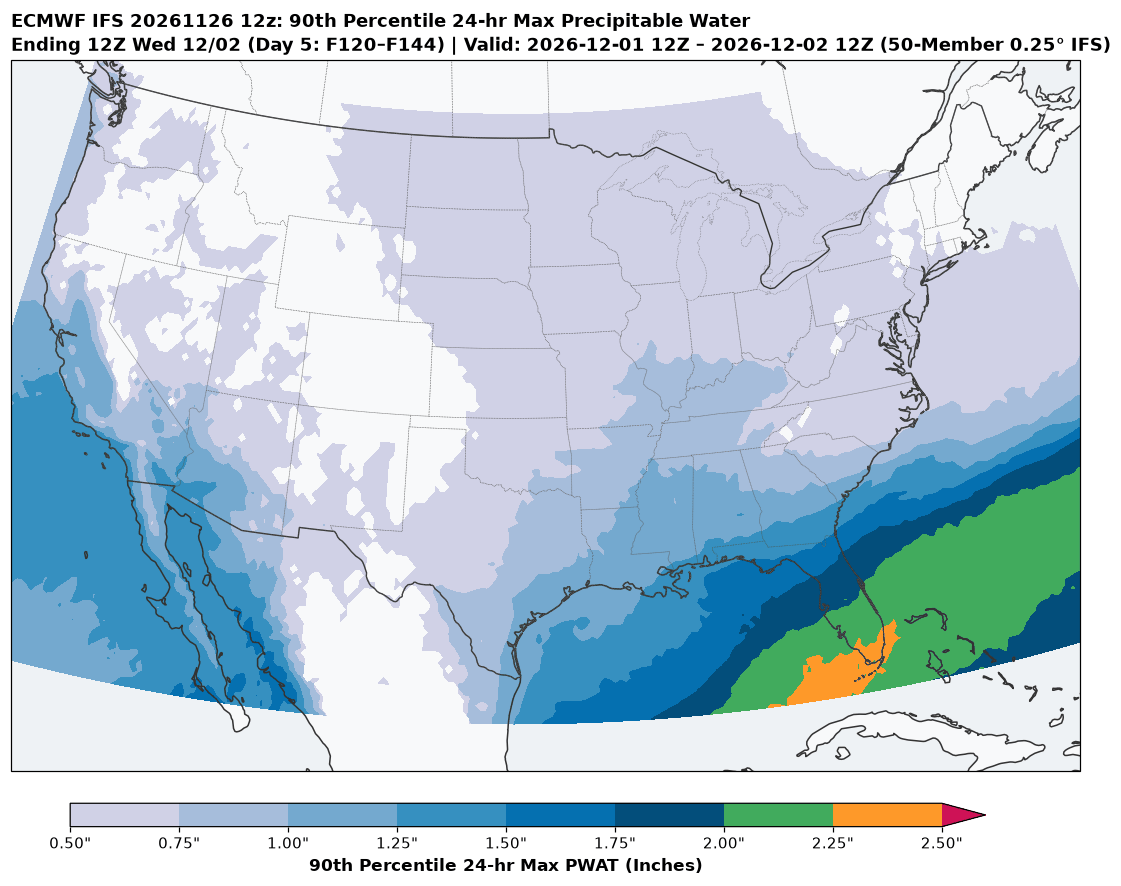 ECMWF IFS 20261126 12z: 90th Percentile 24-hr Max Precipitable Water
Ending 12Z Wed 12/02 (Day 5: F120–F144) | Valid: 2026-12-01 12Z – 2026-12-02 12Z (50-Member 0.25° IFS)
0.50" 0.75" 1.00" 1.25" 1.50" 1.75" 2.00" 2.25" 2.50"
90th Percentile 24-hr Max PWAT (Inches)